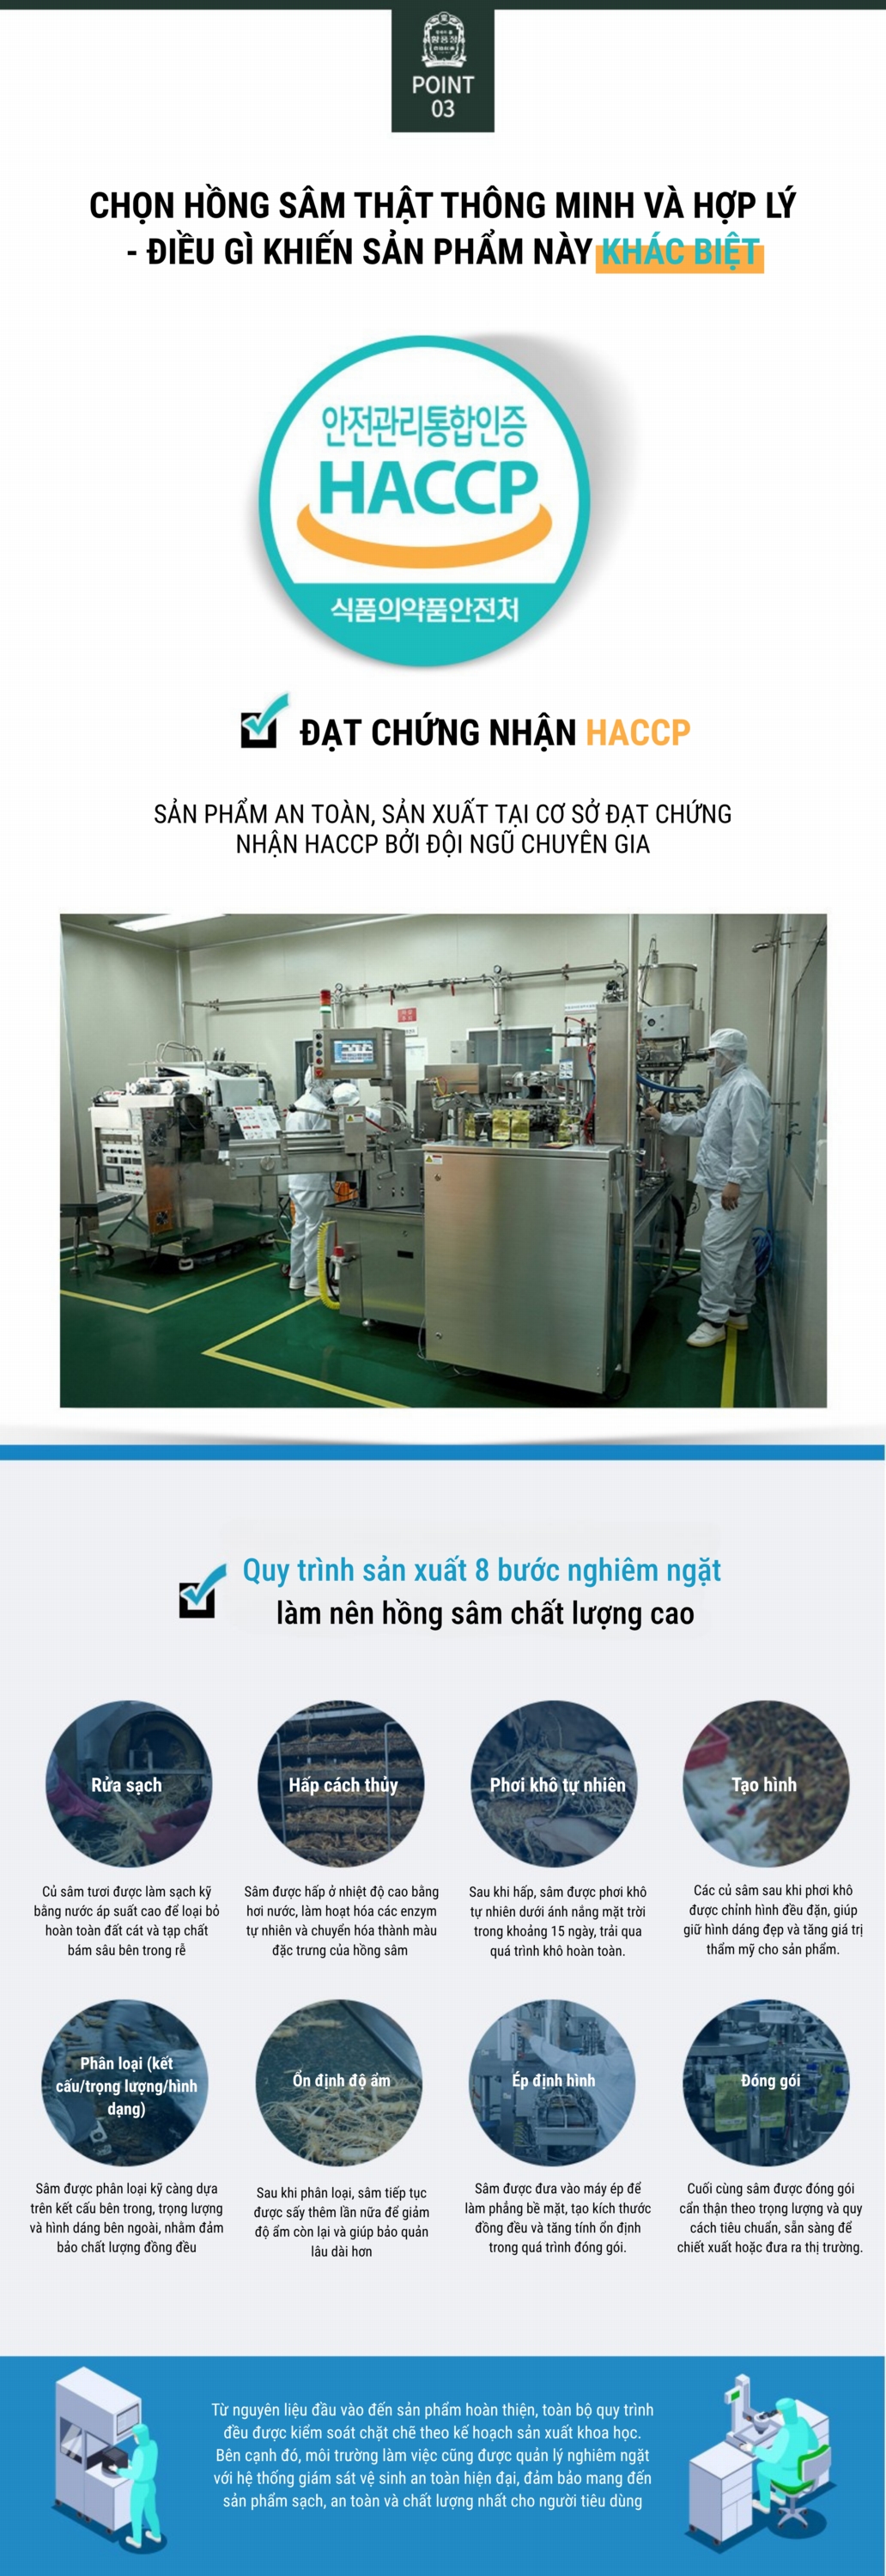 POINT
03
CHỌN HỒNG SÂM THẬT THÔNG MINH VÀ HỢP LÝ
- ĐIỀU GÌ KHIẾN SẢN PHẨM NÀY KHÁC BIỆT
안전관리통합인증
HACCP
식품의약품안전처
ĐẠT CHỨNG NHẬN HACCP
SẢN PHẨM AN TOÀN, SẢN XUẤT TẠI CƠ SỞ ĐẠT CHỨNG
NHẬN HACCP BỞI ĐỘI NGŨ CHUYÊN GIA
Quy trình sản xuất 8 bước nghiêm ngặt
làm nên hồng sâm chất lượng cao
Rửa sạch
Củ sâm tươi được làm sạch kỹ
bằng nước áp suất cao để loại bỏ
hoàn toàn đất cát và tạp chất
bám sâu bên trong rễ
Hấp cách thủy
Sâm được hấp ở nhiệt độ cao bằng
hơi nước, làm hoạt hóa các enzym
tự nhiên và chuyển hóa thành màu
đặc trưng của hồng sâm
Phơi khô tự nhiên
Sau khi hấp, sâm được phơi khô
tự nhiên dưới ánh nắng mặt trời
trong khoảng 15 ngày, trải qua
quá trình khô hoàn toàn.
Tạo hình
Các củ sâm sau khi phơi khô
được chỉnh hình đều đặn, giúp
giữ hình dáng đẹp và tăng giá trị
thẩm mỹ cho sản phẩm.
Phân loại (kết
cấu/trọng lượng/hình
dạng)
Sâm được phân loại kỹ càng dựa
trên kết cấu bên trong, trọng lượng
và hình dáng bên ngoài, nhằm đảm
bảo chất lượng đồng đều
Ổn định độ ẩm
Sau khi phân loại, sâm tiếp tục
được sấy thêm lần nữa để giảm
độ ẩm còn lại và giúp bảo quản
lâu dài hơn
Ép định hình
Sâm được đưa vào máy ép để
làm phẳng bề mặt, tạo kích thước
đồng đều và tăng tính ổn định
trong quá trình đóng gói.
Đóng gói
Cuối cùng sâm được đóng gói
cẩn thận theo trọng lượng và quy
cách tiêu chuẩn, sẵn sàng để
chiết xuất hoặc đưa ra thị trường.
Từ nguyên liệu đầu vào đến sản phẩm hoàn thiện, toàn bộ quy trình
đều được kiểm soát chặt chẽ theo kế hoạch sản xuất khoa học.
Bên cạnh đó, môi trường làm việc cũng được quản lý nghiêm ngặt
với hệ thống giám sát vệ sinh an toàn hiện đại, đảm bảo mang đến
sản phẩm sạch, an toàn và chất lượng nhất cho người tiêu dùng